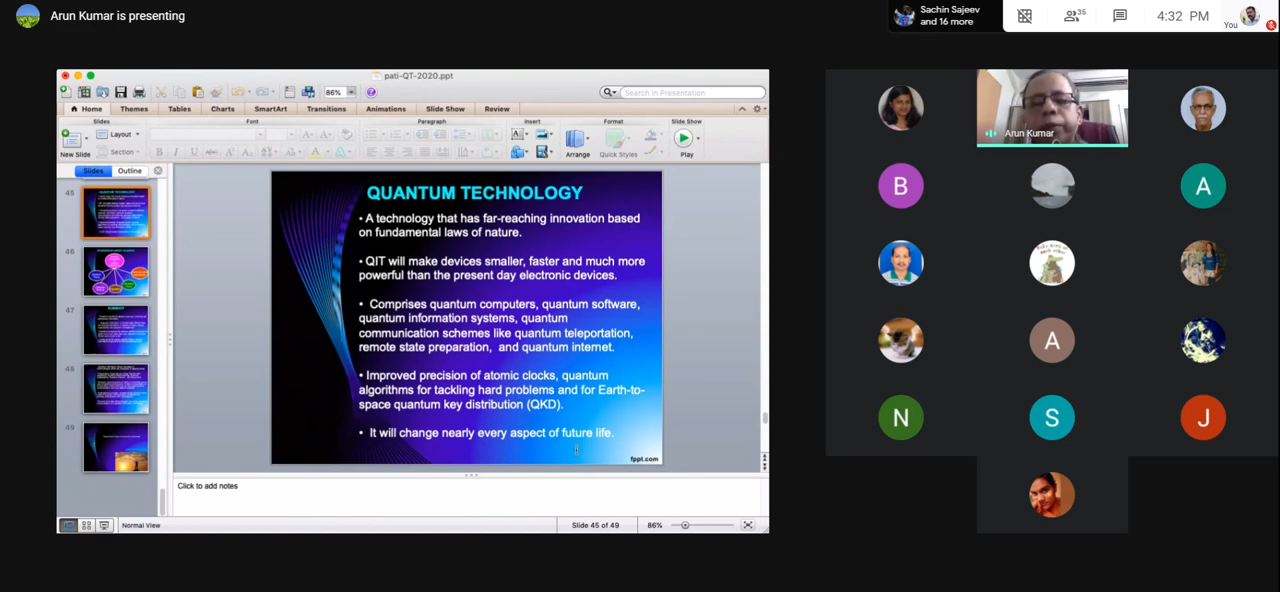 Arun Kumar is presenting
Sachin Sajeev
and 16 more
35
4:32 PM
You
pati-QT-2020.ppt
86%
Search in Presentation
Home
Themes
Tables
Charts
SmartArt
Transitions
Animations
Slide Show
Review
Slides
Font
Paragraph
Insert
Format
Slide Show
New Slide
Layout
Section
Arrange
Quick Styles
Play
Slides
Outline
45
46
47
48
49
QUANTUM TECHNOLOGY
• A technology that has far-reaching innovation based
on fundamental laws of nature.
• QIT will make devices smaller, faster and much more
powerful than the present day electronic devices.
• Comprises quantum computers, quantum software,
quantum information systems, quantum
communication schemes like quantum teleportation,
remote state preparation, and quantum internet.
• Improved precision of atomic clocks, quantum
algorithms for tackling hard problems and for Earth-to-
space quantum key distribution (QKD).
• It will change nearly every aspect of future life.
fppt.com
Click to add notes
Normal View
Slide 45 of 49
86%
Arun Kumar
B
A
A
N
S
J